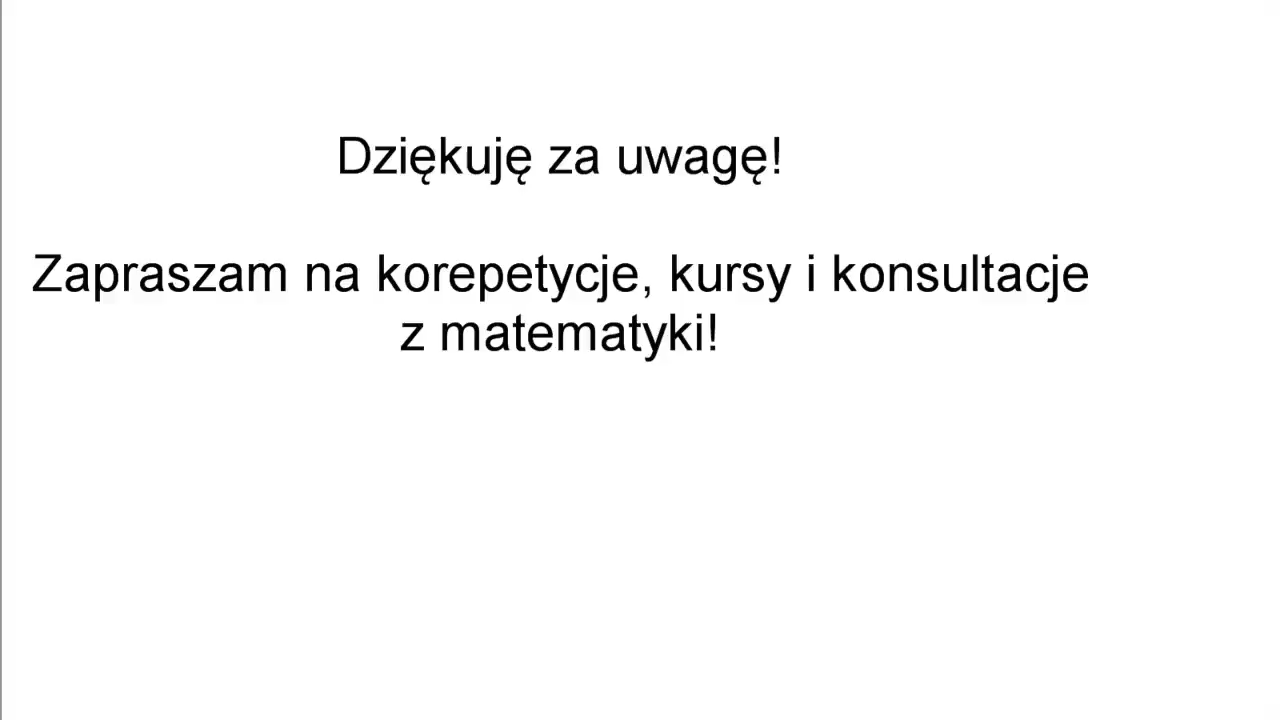 Dziękuję za uwagę!
Zapraszam na korepetycje, kursy i konsultacje
z matematyki!